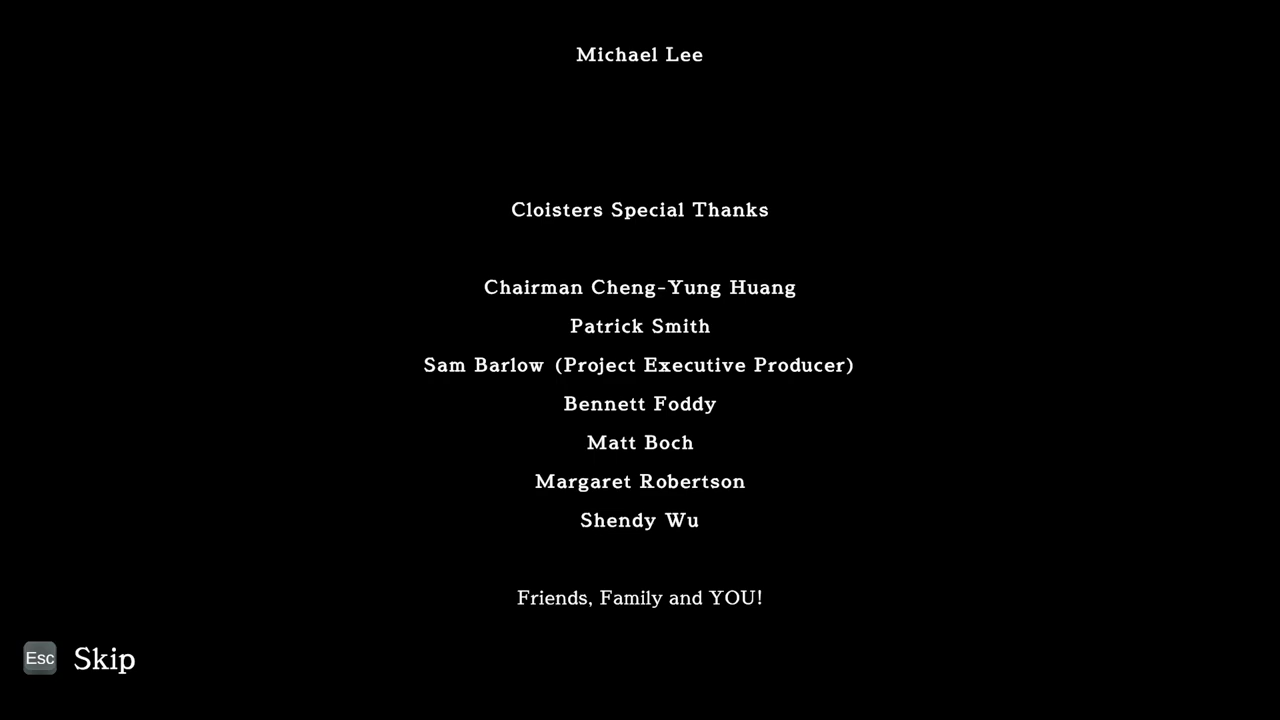 Michael Lee
Cloisters Special Thanks
Chairman Cheng-Yung Huang
Patrick Smith
Sam Barlow (Project Executive Producer)
Bennett Foddy
Matt Boch
Margaret Robertson
Shendy Wu
Friends, Family and YOU!
Esc Skip